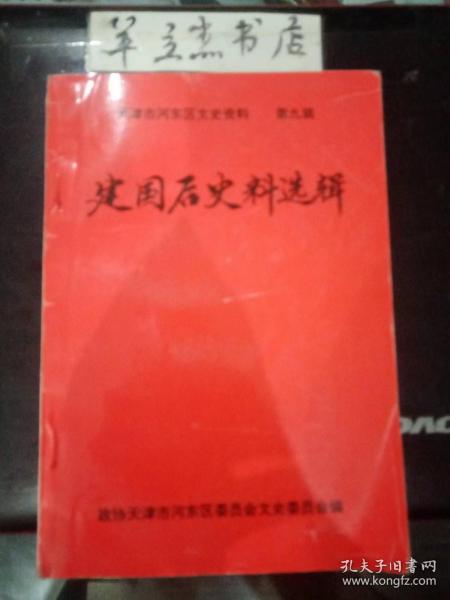 羊立杰书店
天津市河东区文史资料 第九辑
建国后史料选辑
政协天津市河东区委员会文史委员会编
孔夫子旧书网
www.kongfz.com